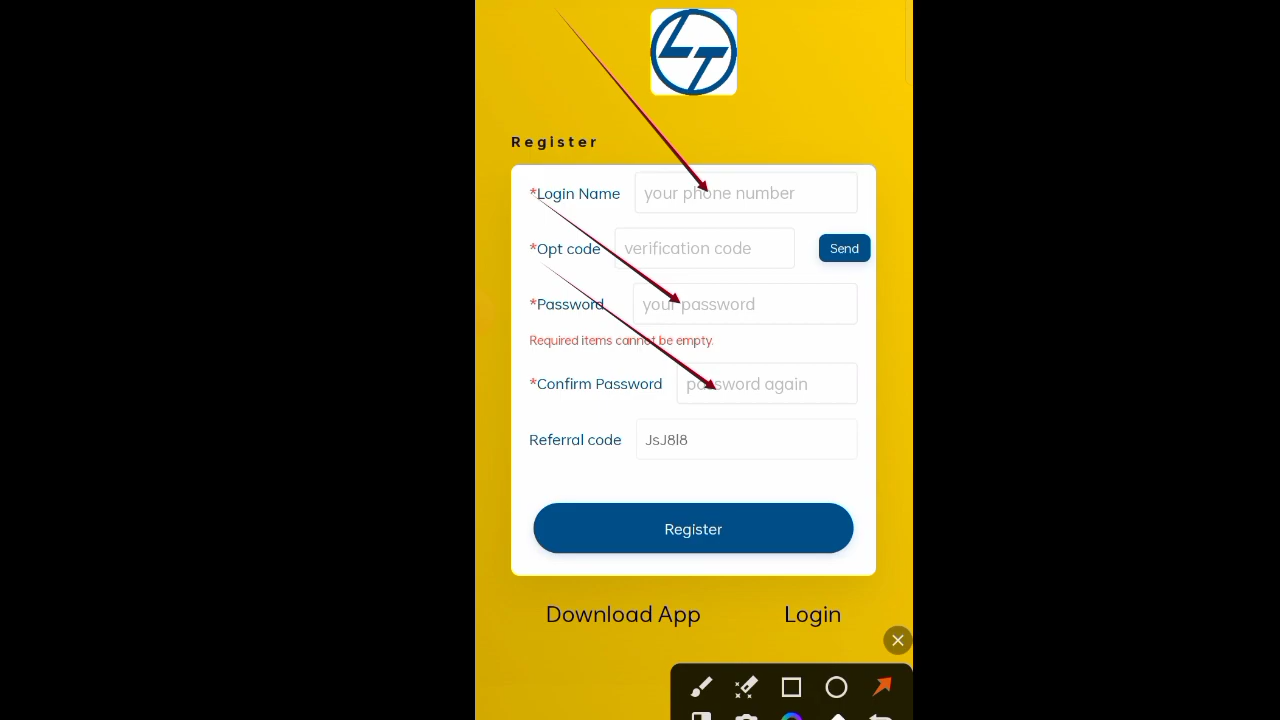 LT
Register
*Login Name your phone number
*Opt code verification code Send
*Password your password
Required items cannot be empty.
*Confirm Password password again
Referral code JsJ8l8
Register
Download App Login